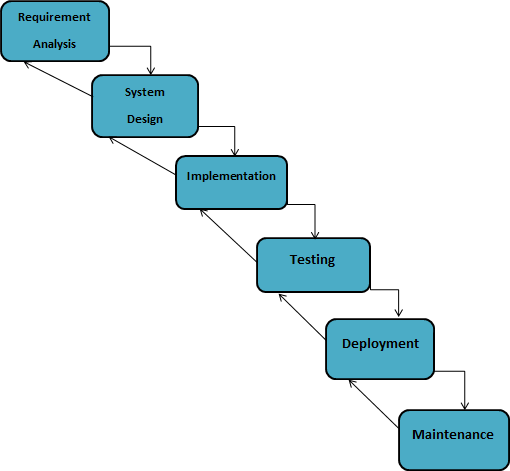 Requirement
Analysis
System
Design
Implementation
Testing
Deployment
Maintenance